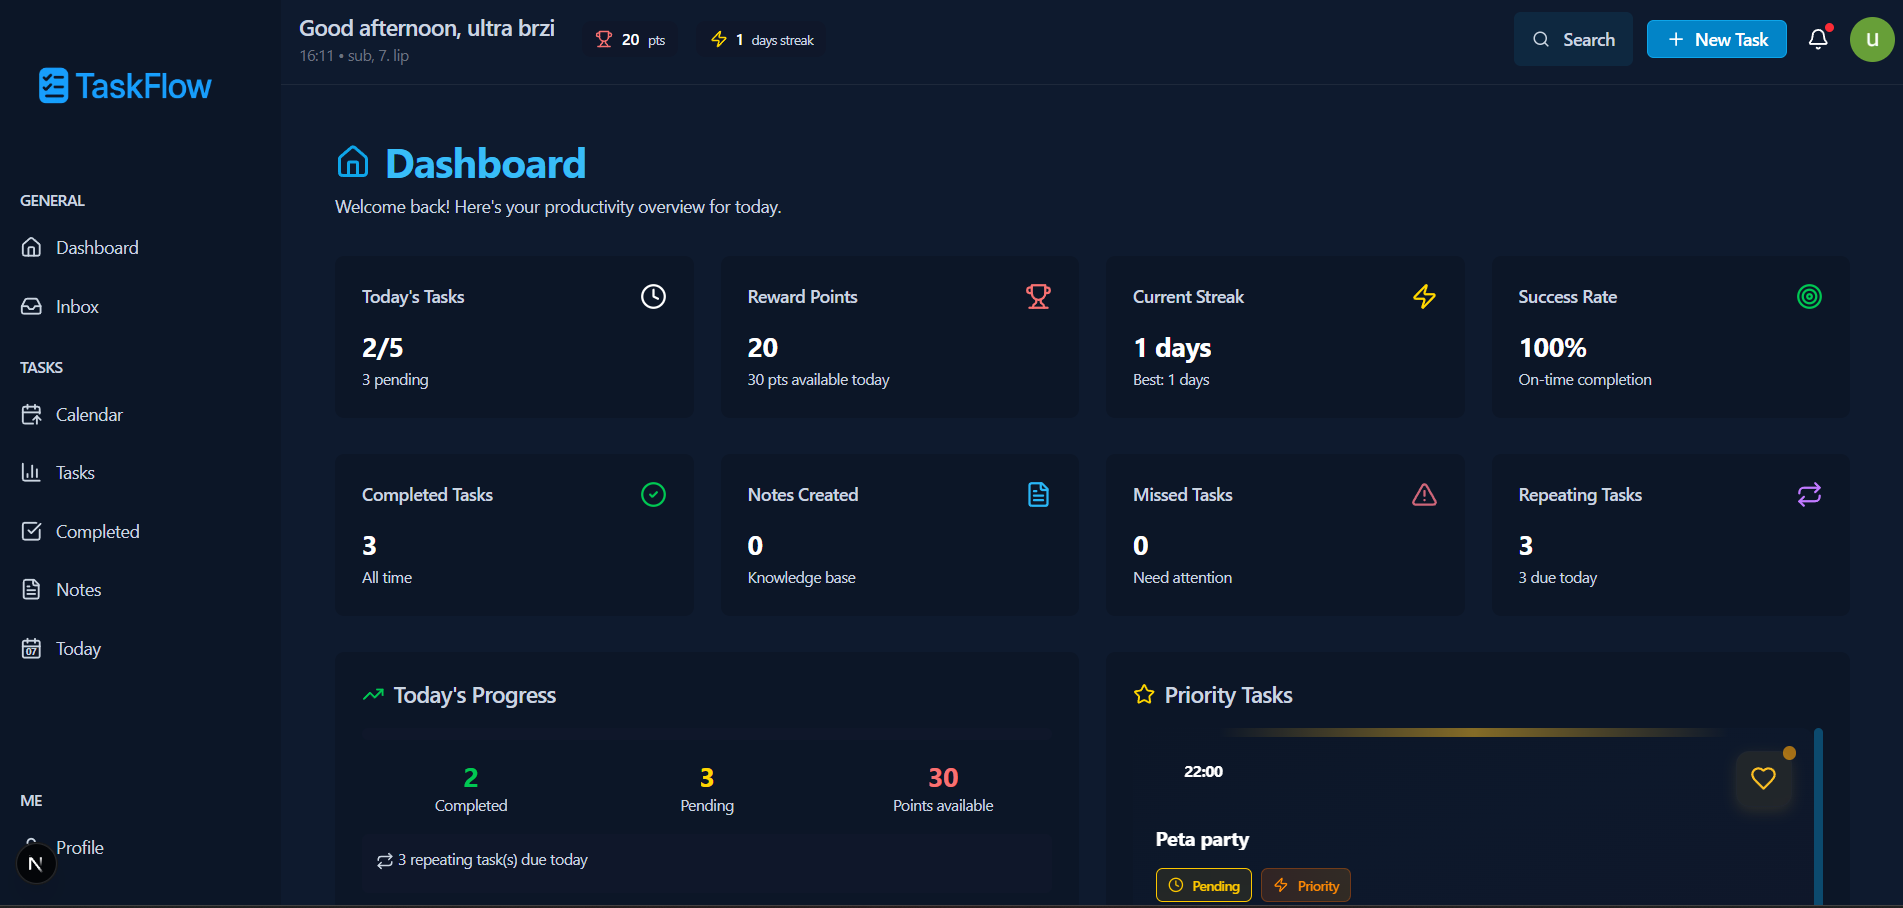 Good afternoon, ultra brzi
16:11 • sub, 7. lip
20 pts
1 days streak
Search
New Task
U
TaskFlow
GENERAL
Dashboard
Inbox
TASKS
Calendar
Tasks
Completed
Notes
07
Today
ME
Profile
N
Dashboard
Welcome back! Here's your productivity overview for today.
Today's Tasks
2/5
3 pending
Reward Points
20
30 pts available today
Current Streak
1 days
Best: 1 days
Success Rate
100%
On-time completion
Completed Tasks
3
All time
Notes Created
0
Knowledge base
Missed Tasks
0
Need attention
Repeating Tasks
3
3 due today
Today's Progress
2
Completed
3
Pending
30
Points available
3 repeating task(s) due today
Priority Tasks
22:00
Peta party
Pending
Priority